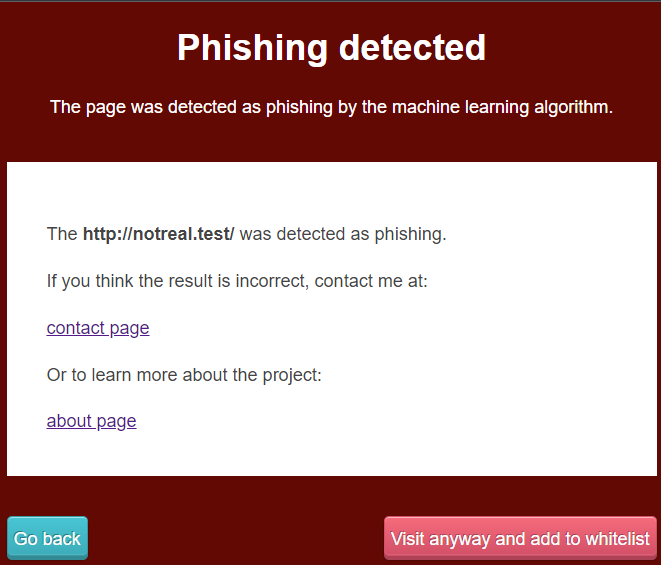 Phishing detected
The page was detected as phishing by the machine learning algorithm.
The http://notreal.test/ was detected as phishing.
If you think the result is incorrect, contact me at:
contact page
Or to learn more about the project:
about page
Go back
Visit anyway and add to whitelist